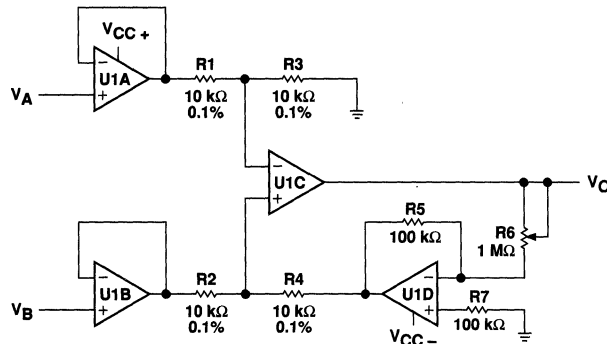 VCC+
U1A
VA
R1
10 kΩ
0.1%
R3
10 kΩ
0.1%
U1C
VO
R5
100 kΩ
R6
1 MΩ
U1B
VB
R2
10 kΩ
0.1%
R4
10 kΩ
0.1%
U1D
R7
100 kΩ
VCC−